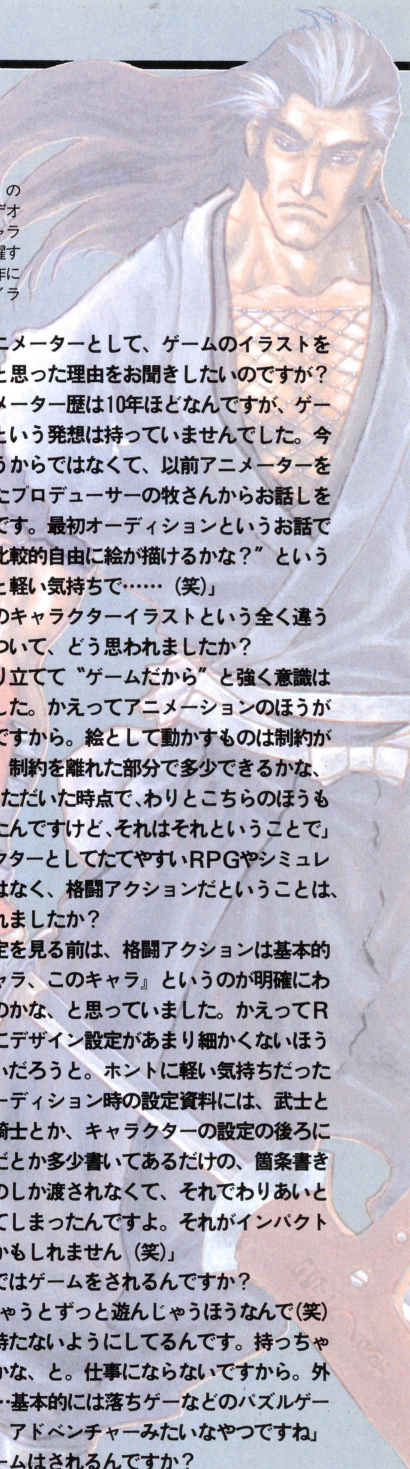 の
デオ
ャラ
躍す
年に
イラ
ニメーターとして、ゲームのイラストを
と思った理由をお聞きしたいのですが?
メーター歴は10年ほどなんですが、ゲー
という発想は持っていませんでした。今
うからではなくて、以前アニメーターを
たプロデューサーの牧さんからお話しを
です。最初オーディションというお話で
比較的自由に絵が描けるかな?”という
と軽い気持ちで……(笑)」
のキャラクターイラストという全く違う
ついて、どう思われましたか?
り立てて〝ゲームだから〟と強く意識は
した。かえってアニメーションのほうが
ですから。絵として動かすものは制約が
制約を離れた部分で多少できるかな、
ただいた時点で、わりとこちらのほうも
たんですけど、それはそれということで」
クターとしてたてやすいRPGやシミュレ
はなく、格闘アクションだということは、
れましたか?
定を見る前は、格闘アクションは基本的
ャラ、このキャラ』というのが明確にわ
のかな、と思っていました。かえってR
にデザイン設定があまり細かくないほう
いだろうと。ホントに軽い気持ちだった
ーディション時の設定資料には、武士と
騎士とか、キャラクターの設定の後ろに
だとか多少書いてあるだけの、箇条書き
のしか渡されなくて、それでわりあいと
てしまったんですよ。それがインパクト
かもしれません(笑)」
ではゲームをされるんですか?
ゃうとずっと遊んじゃうほうなんで(笑)
持たないようにしてるんです。持っちゃ
かな、と。仕事にならないですから。外
…基本的には落ちゲーなどのパズルゲー
アドベンチャーみたいなやつですね」
ームはされるんですか?